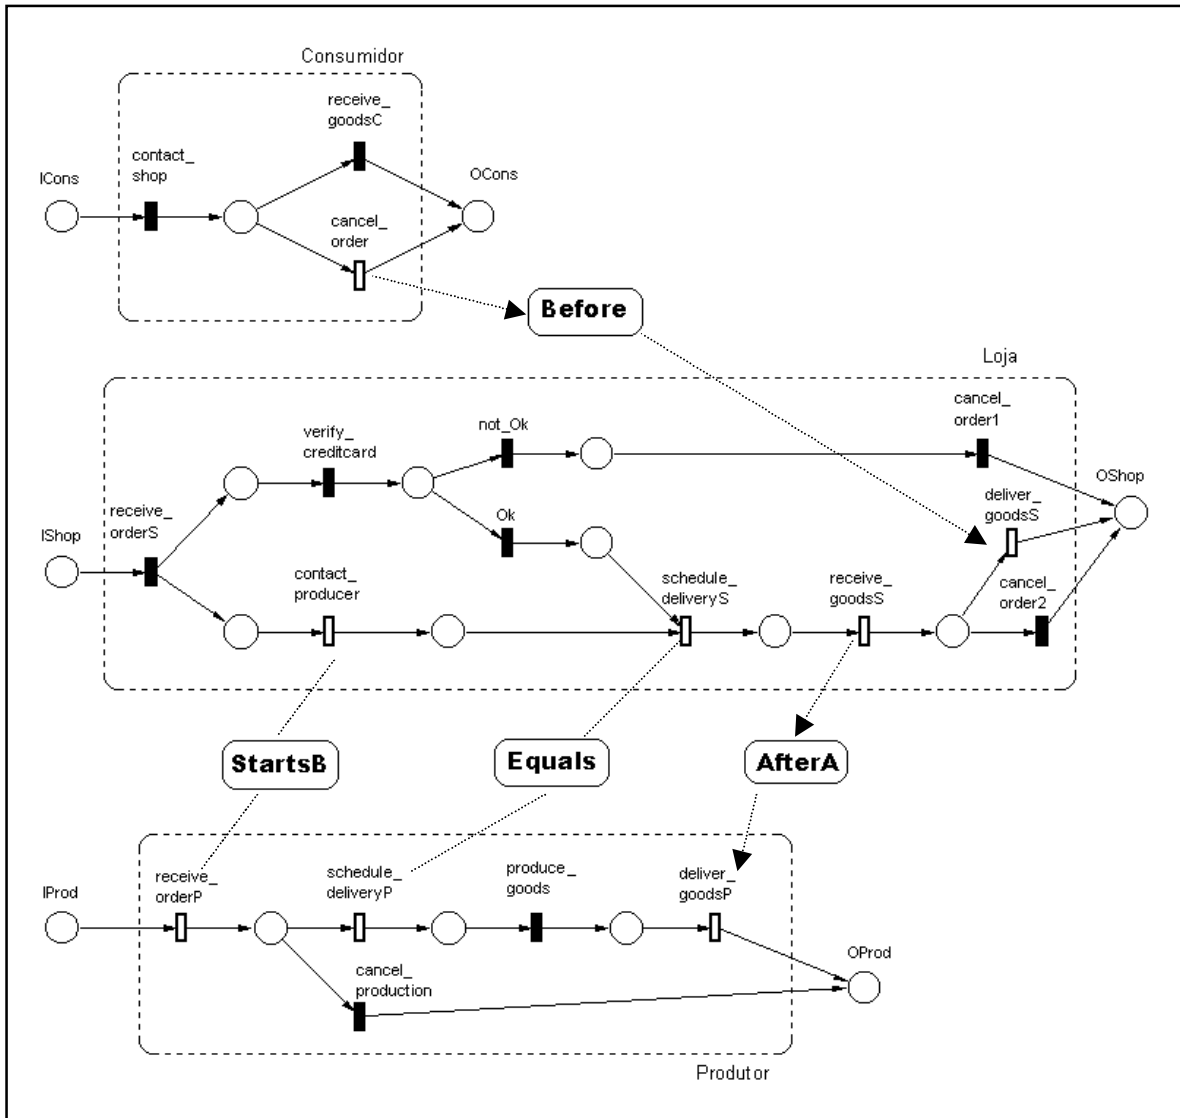 Consumidor
receive_
goodsC
contact_
shop
ICons
OCons
cancel_
order
Before
Loja
cancel_
order1
not_Ok
verify_
creditcard
OShop
deliver_
goodsS
receive_
orderS
Ok
IShop
contact_
producer
schedule_
deliveryS
receive_
goodsS
cancel_
order2
StartsB
Equals
AfterA
produce_
goods
receive_
orderP
schedule_
deliveryP
deliver_
goodsP
IProd
OProd
cancel_
production
Produtor